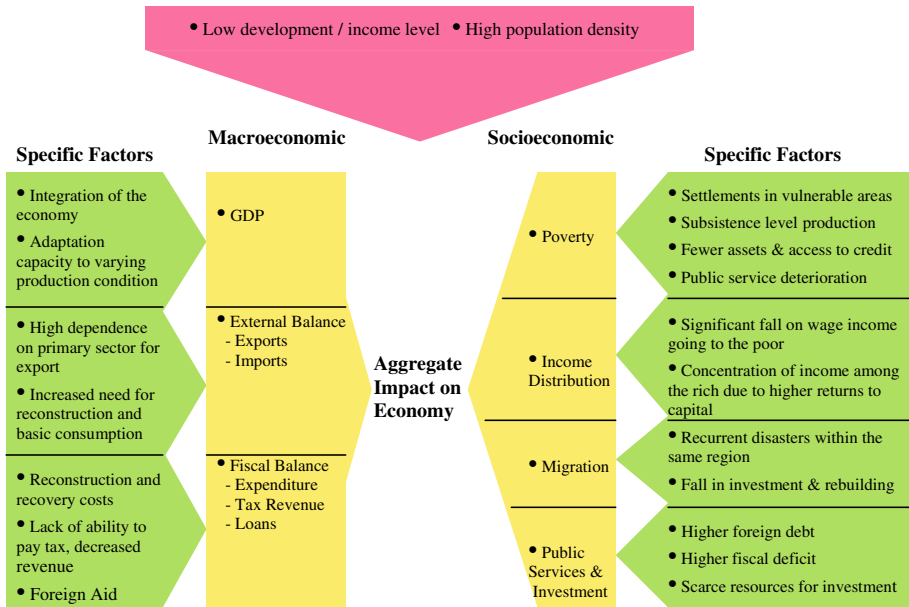 • Low development / income level • High population density
Macroeconomic
Socioeconomic
Specific Factors
• Integration of the
economy
• Adaptation
capacity to varying
production condition
• High dependence
on primary sector for
export
• Increased need for
reconstruction and
basic consumption
• Reconstruction and
recovery costs
• Lack of ability to
pay tax, decreased
revenue
• Foreign Aid
• GDP
• External Balance
- Exports
- Imports
• Fiscal Balance
- Expenditure
- Tax Revenue
- Loans
Aggregate
Impact on
Economy
• Poverty
• Income
Distribution
• Migration
• Public
Services &
Investment
Specific Factors
• Settlements in vulnerable areas
• Subsistence level production
• Fewer assets & access to credit
• Public service deterioration
• Significant fall on wage income
going to the poor
• Concentration of income among
the rich due to higher returns to
capital
• Recurrent disasters within the
same region
• Fall in investment & rebuilding
• Higher foreign debt
• Higher fiscal deficit
• Scarce resources for investment